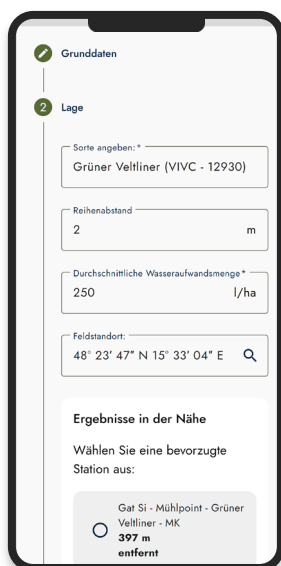 Grunddaten
2 Lage
Sorte angeben:*
Grüner Veltliner (VIVC - 12930)
Reihenabstand
2 m
Durchschnittliche Wasseraufwandsmenge*
250 l/ha
Feldstandort:
48° 23' 47" N 15° 33' 04" E
Ergebnisse in der Nähe
Wählen Sie eine bevorzugte
Station aus:
Gat Si - Mühlpoint - Grüner
Veltliner - MK
397 m
entfernt